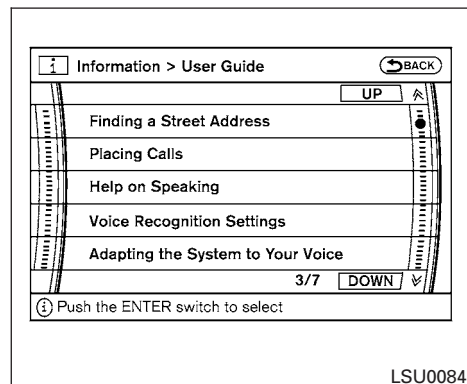 i Information > User Guide BACK
UP
Finding a Street Address
Placing Calls
Help on Speaking
Voice Recognition Settings
Adapting the System to Your Voice
3/7 DOWN
i Push the ENTER switch to select
LSU0084